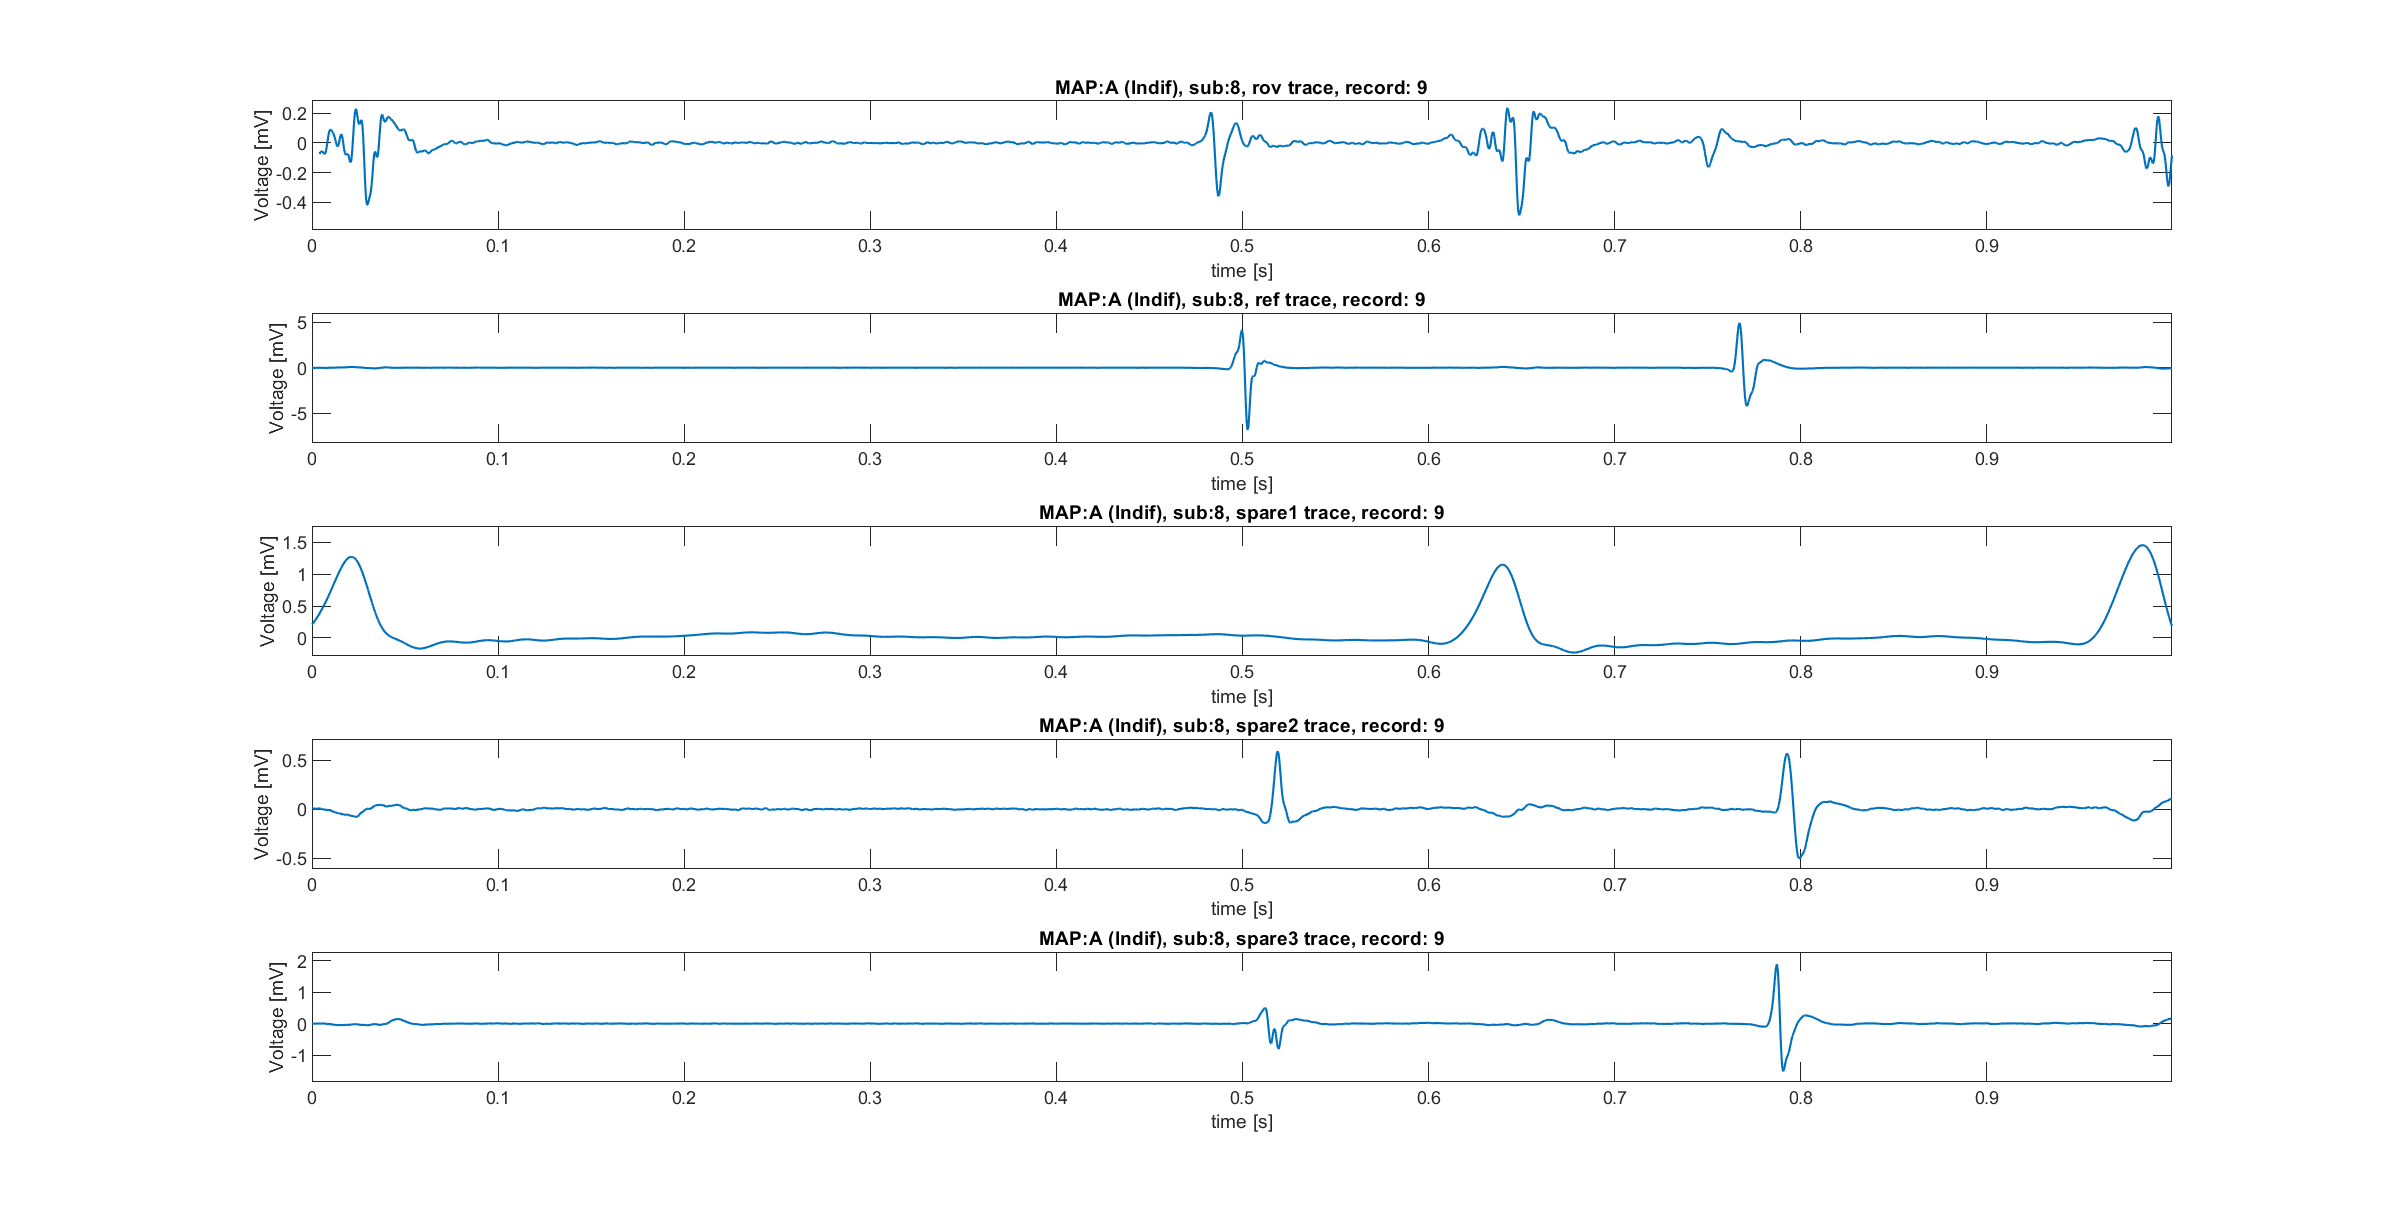 MAP:A (Indif), sub:8, rov trace, record: 9
Voltage [mV]
0.2
0
-0.2
-0.4
0 0.1 0.2 0.3 0.4 0.5 0.6 0.7 0.8 0.9
time [s]
MAP:A (Indif), sub:8, ref trace, record: 9
Voltage [mV]
5
0
-5
0 0.1 0.2 0.3 0.4 0.5 0.6 0.7 0.8 0.9
time [s]
MAP:A (Indif), sub:8, spare1 trace, record: 9
Voltage [mV]
1.5
1
0.5
0
0 0.1 0.2 0.3 0.4 0.5 0.6 0.7 0.8 0.9
time [s]
MAP:A (Indif), sub:8, spare2 trace, record: 9
Voltage [mV]
0.5
0
-0.5
0 0.1 0.2 0.3 0.4 0.5 0.6 0.7 0.8 0.9
time [s]
MAP:A (Indif), sub:8, spare3 trace, record: 9
Voltage [mV]
2
1
0
-1
0 0.1 0.2 0.3 0.4 0.5 0.6 0.7 0.8 0.9
time [s]